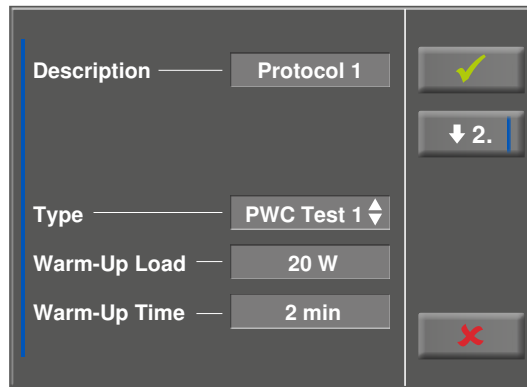 Description Protocol 1
2.
Type PWC Test 1
Warm-Up Load 20 W
Warm-Up Time 2 min